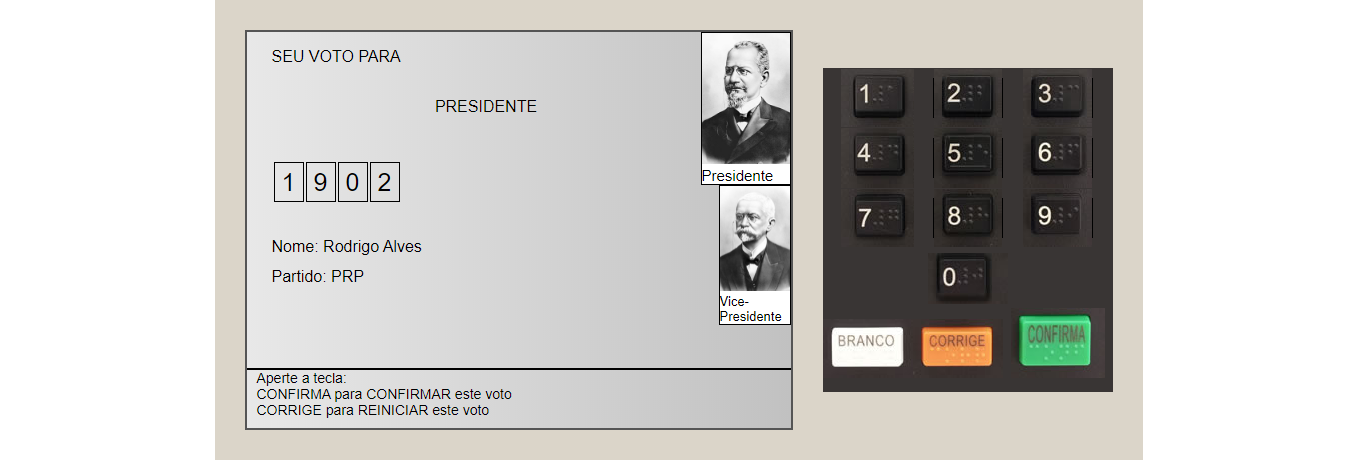 SEU VOTO PARA
PRESIDENTE
1 9 0 2
Nome: Rodrigo Alves
Partido: PRP
Presidente
Vice-
Presidente
Aperte a tecla:
CONFIRMA para CONFIRMAR este voto
CORRIGE para REINICIAR este voto
1 2 3
4 5 6
7 8 9
0
BRANCO CORRIGE CONFIRMA